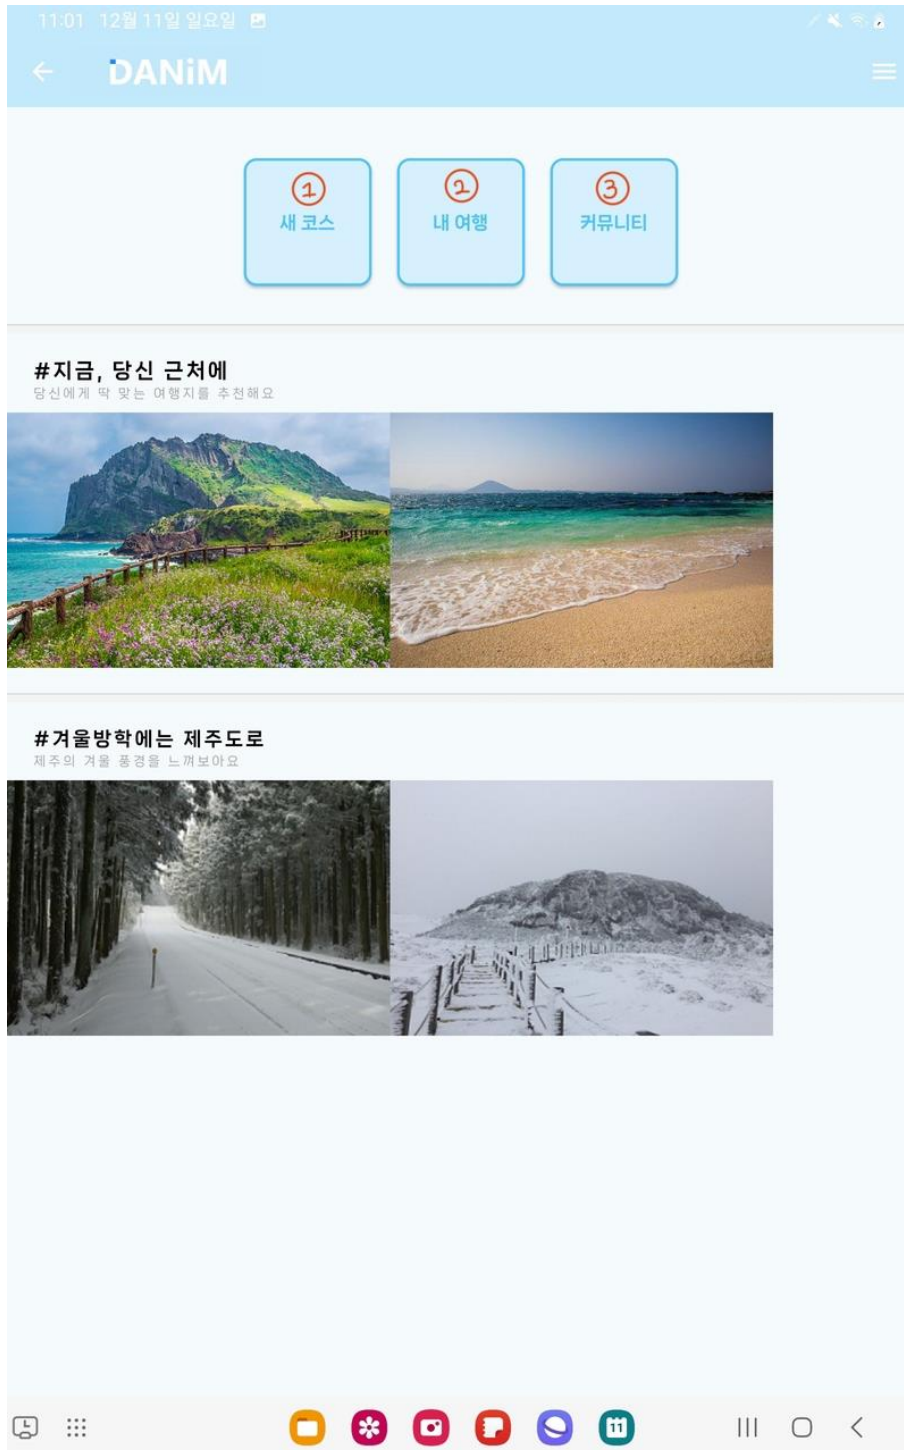 11:01 12월 11일 일요일
DANiM
① ② ③
새 코스 내 여행 커뮤니티
#지금, 당신 근처에
당신에게 딱 맞는 여행지를 추천해요
#겨울방학에는 제주도로
제주의 겨울 풍경을 느껴보아요
11